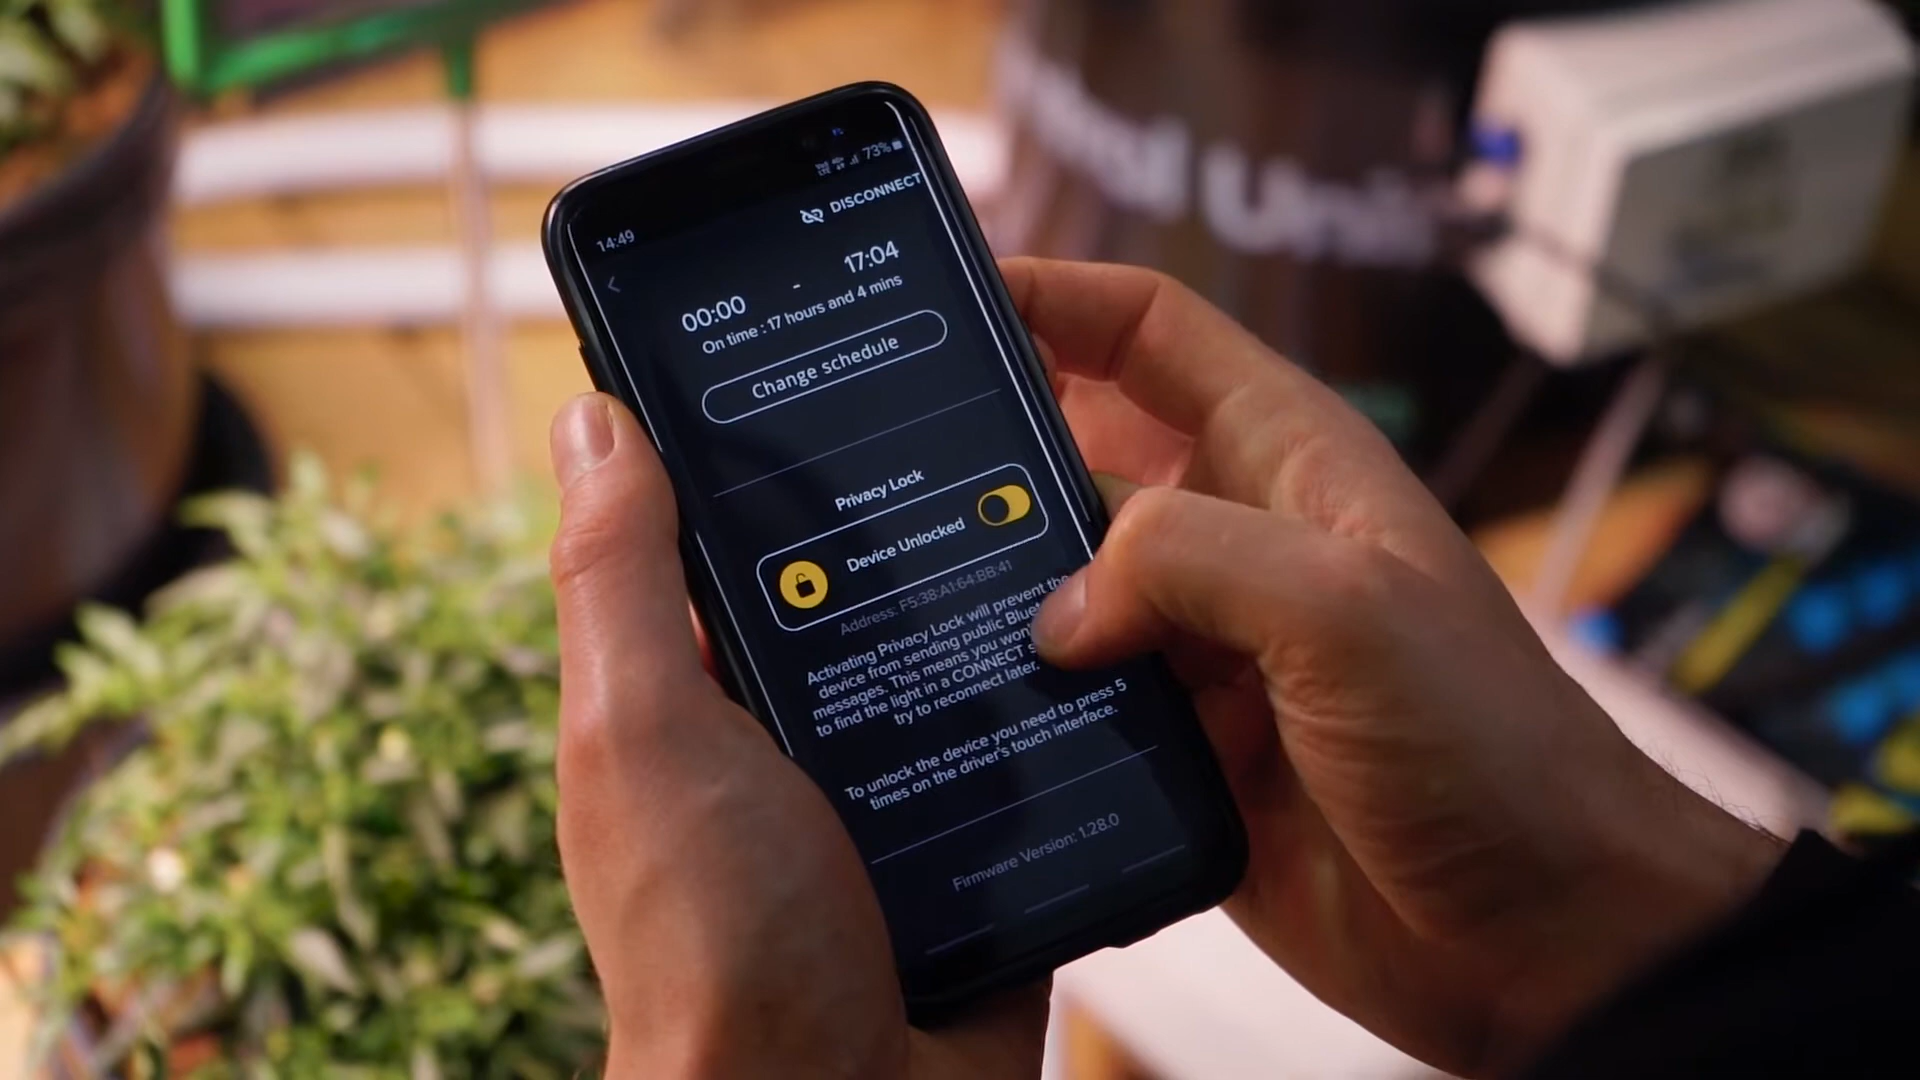 73%
14:49
DISCONNECT
00:00 - 17:04
On time : 17 hours and 4 mins
Change schedule
Privacy Lock
Device Unlocked
Address: F5:38:A1:64:BB:41
Activating Privacy Lock will prevent the
device from sending public
messages. This means you won't
to find the light in a CONNECT
try to reconnect later.
To unlock the device you need to press 5
times on the driver's touch interface.
Firmware Version: 1.28.0